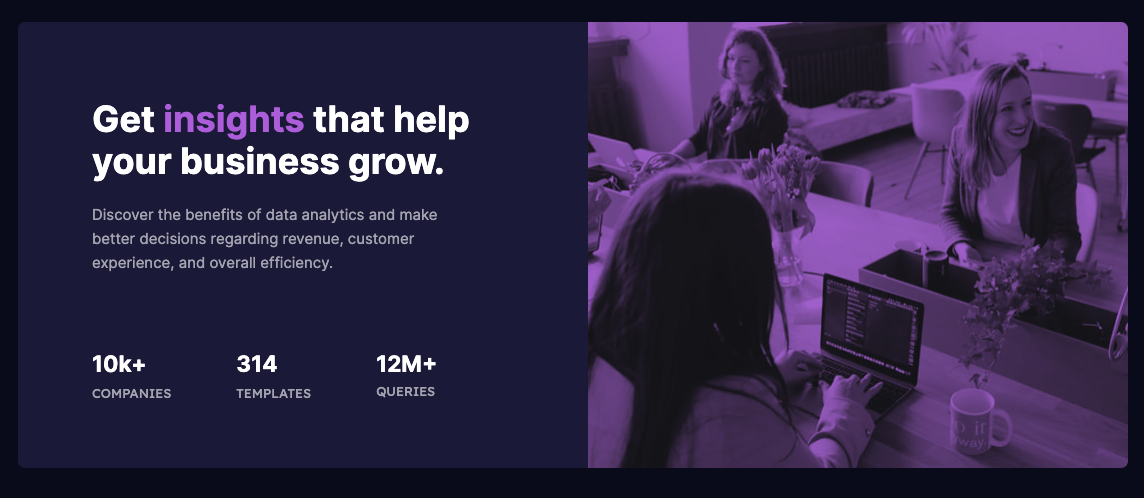 Get insights that help
your business grow.
Discover the benefits of data analytics and make
better decisions regarding revenue, customer
experience, and overall efficiency.
10k+ 314 12M+
COMPANIES TEMPLATES QUERIES